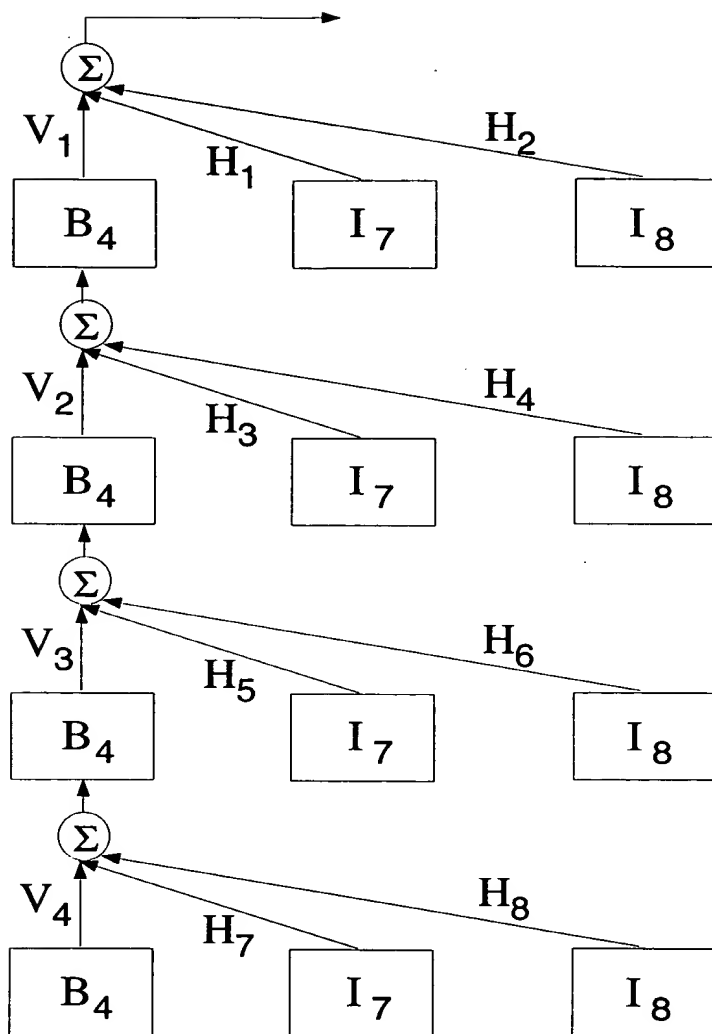 Σ
V1 H1 H2
B4 I7 I8
Σ
V2 H3 H4
B4 I7 I8
Σ
V3 H5 H6
B4 I7 I8
Σ
V4 H7 H8
B4 I7 I8